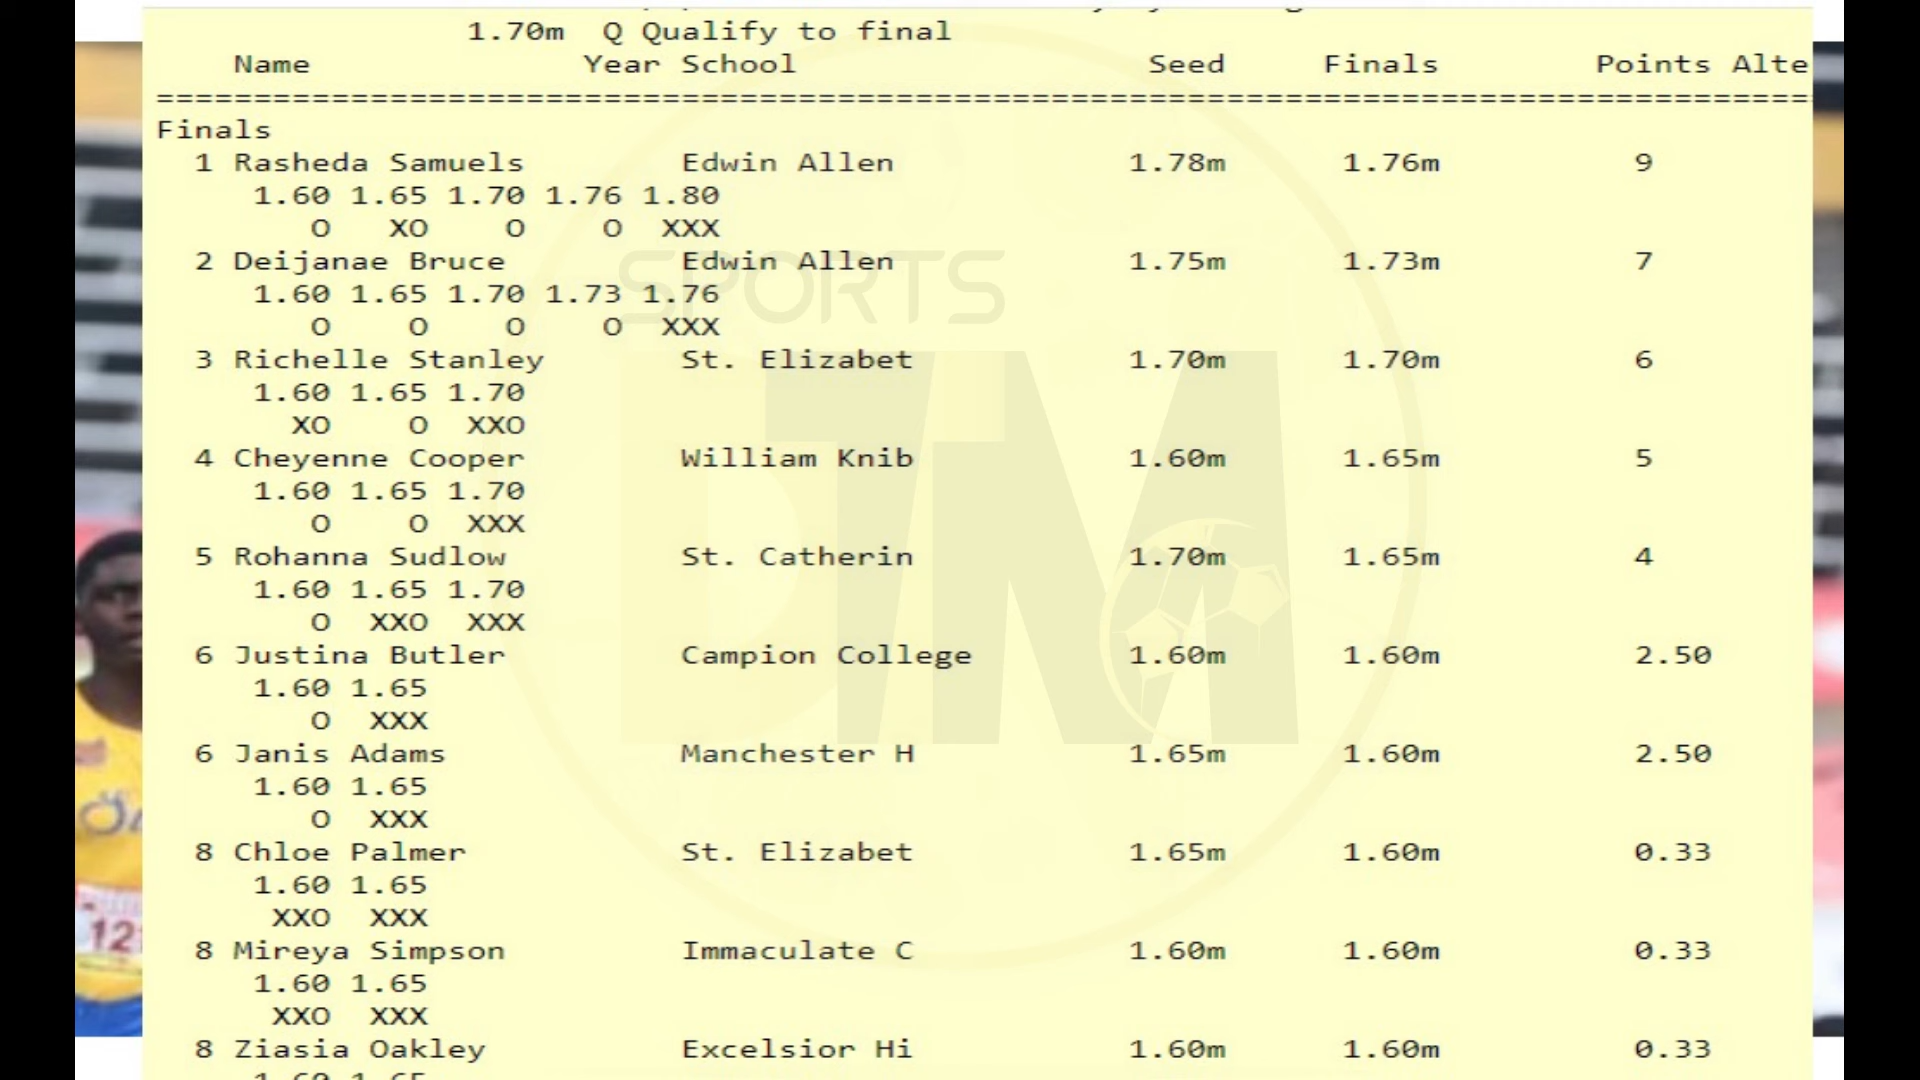 1.70m Q Qualify to final
Name Year School Seed Finals Points Alte
================================================================================
Finals
1 Rasheda Samuels Edwin Allen 1.78m 1.76m 9
1.60 1.65 1.70 1.76 1.80
O XO O O XXX
2 Deijanae Bruce Edwin Allen 1.75m 1.73m 7
1.60 1.65 1.70 1.73 1.76
O O O O XXX
3 Richelle Stanley St. Elizabet 1.70m 1.70m 6
1.60 1.65 1.70
XO O XXO
4 Cheyenne Cooper William Knib 1.60m 1.65m 5
1.60 1.65 1.70
O O XXX
5 Rohanna Sudlow St. Catherin 1.70m 1.65m 4
1.60 1.65 1.70
O XXO XXX
6 Justina Butler Campion College 1.60m 1.60m 2.50
1.60 1.65
O XXX
6 Janis Adams Manchester H 1.65m 1.60m 2.50
1.60 1.65
O XXX
8 Chloe Palmer St. Elizabet 1.65m 1.60m 0.33
1.60 1.65
XXO XXX
8 Mireya Simpson Immaculate C 1.60m 1.60m 0.33
1.60 1.65
XXO XXX
8 Ziasia Oakley Excelsior Hi 1.60m 1.60m 0.33
1.60 1.65
SPORTS
DTM
12